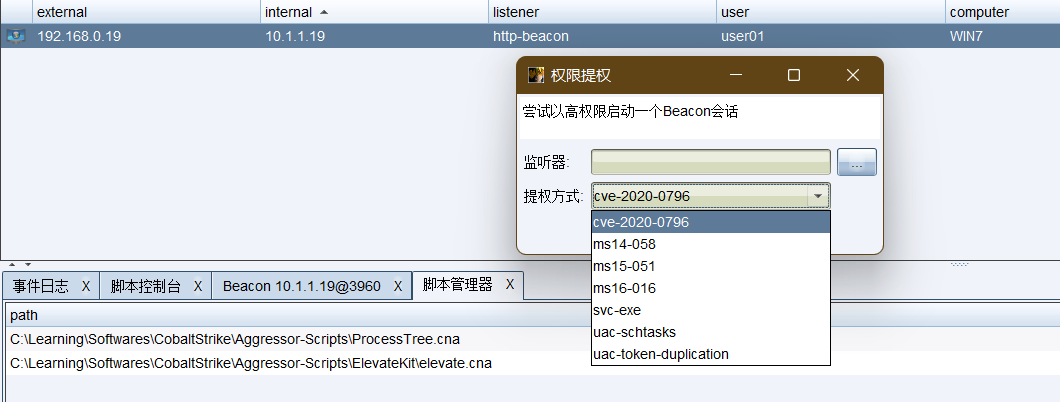 external internal listener user computer
192.168.0.19 10.1.1.19 http-beacon user01 WIN7
权限提权
尝试以高权限启动一个Beacon会话
监听器: ...
提权方式: cve-2020-0796
cve-2020-0796
ms14-058
ms15-051
ms16-016
svc-exe
uac-schtasks
uac-token-duplication
事件日志 X 脚本控制台 X Beacon 10.1.1.19@3960 X 脚本管理器 X
path
C:\Learning\Softwares\CobaltStrike\Aggressor-Scripts\ProcessTree.cna
C:\Learning\Softwares\CobaltStrike\Aggressor-Scripts\ElevateKit\elevate.cna